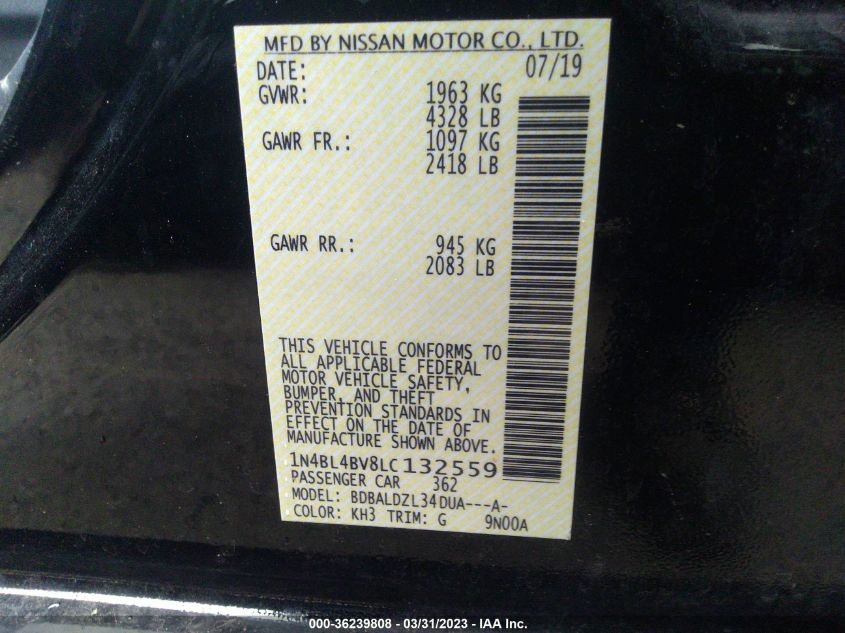 MFD BY NISSAN MOTOR CO., LTD.
DATE: 07/19
GVWR: 1963 KG
4328 LB
GAWR FR.: 1097 KG
2418 LB
GAWR RR.: 945 KG
2083 LB
THIS VEHICLE CONFORMS TO
ALL APPLICABLE FEDERAL
MOTOR VEHICLE SAFETY,
BUMPER, AND THEFT
PREVENTION STANDARDS IN
EFFECT ON THE DATE OF
MANUFACTURE SHOWN ABOVE.
1N4BL4BV8LC132559
PASSENGER CAR 362
MODEL: BDBALDZL34DUA---A-
COLOR: KH3 TRIM: G 9N00A
000-36239808 - 03/31/2023 - IAA Inc.